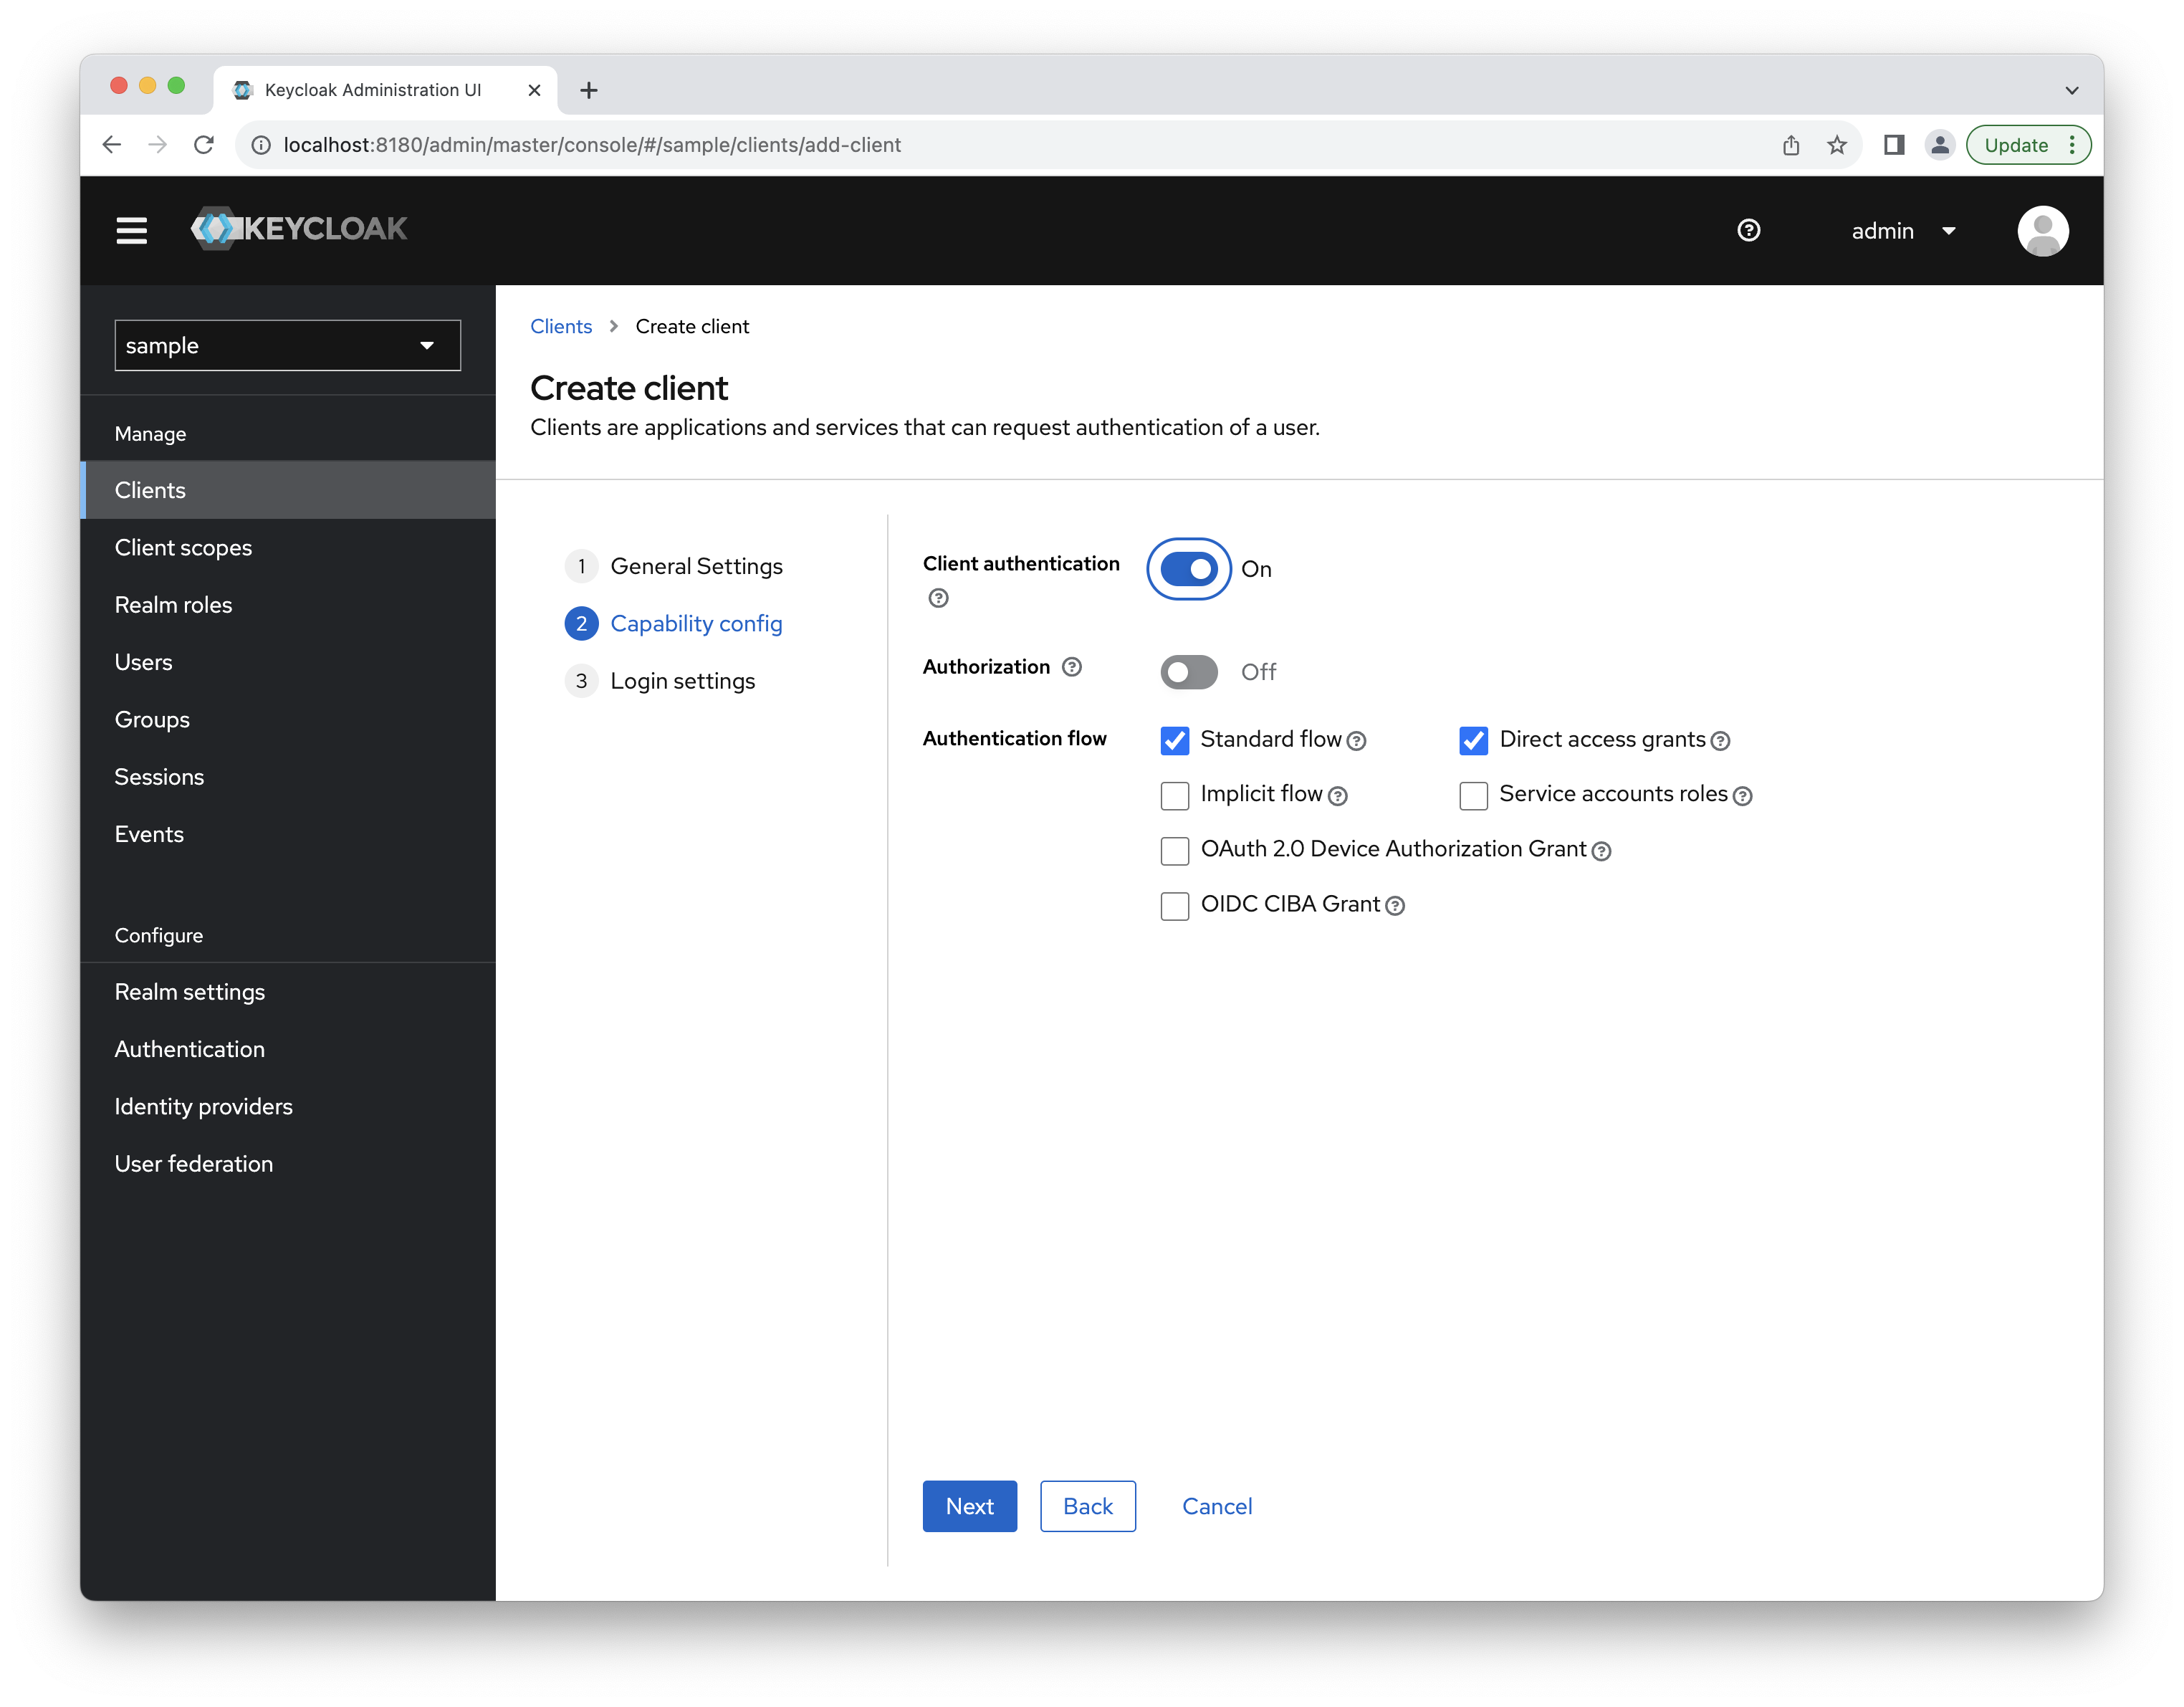 Keycloak Administration UI
localhost:8180/admin/master/console/#/sample/clients/add-client
Update
KEYCLOAK
admin
sample
Manage
Clients
Client scopes
Realm roles
Users
Groups
Sessions
Events
Configure
Realm settings
Authentication
Identity providers
User federation
Clients > Create client
Create client
Clients are applications and services that can request authentication of a user.
1 General Settings
2 Capability config
3 Login settings
Client authentication
On
Authorization
Off
Authentication flow
Standard flow
Direct access grants
Implicit flow
Service accounts roles
OAuth 2.0 Device Authorization Grant
OIDC CIBA Grant
Next
Back
Cancel